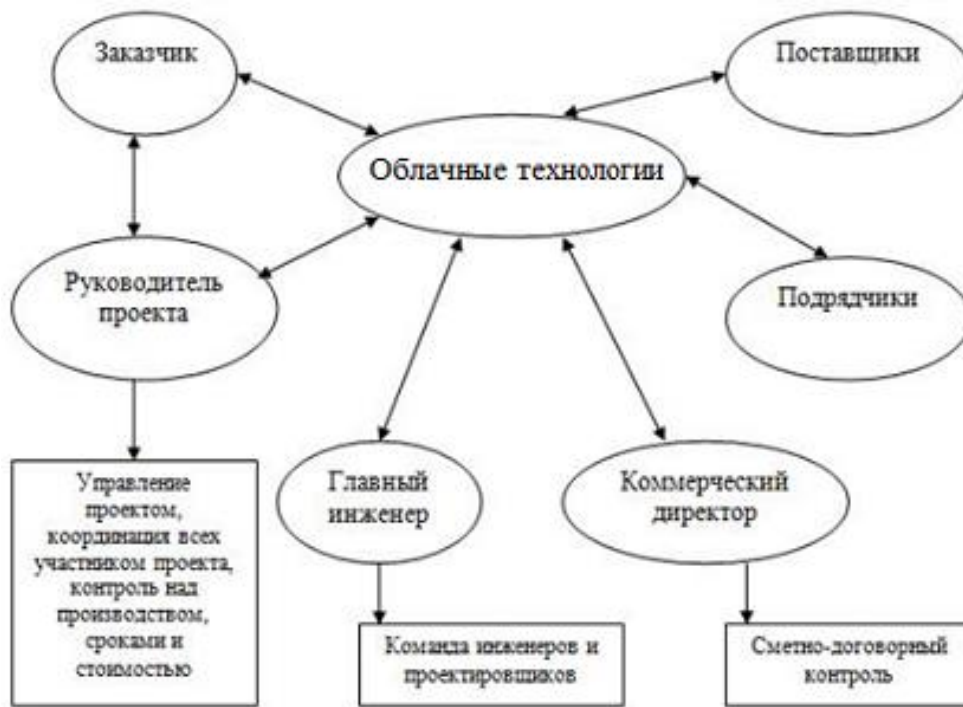 Заказчик
Поставщики
Облачные технологии
Руководитель
проекта
Подрядчики
Главный
инженер
Коммерческий
директор
Управление
проектом,
координация всех
участником проекта,
контроль над
производством,
сроками и
стоимостью
Команда инженеров и
проектировщиков
Сметно-договорный
контроль